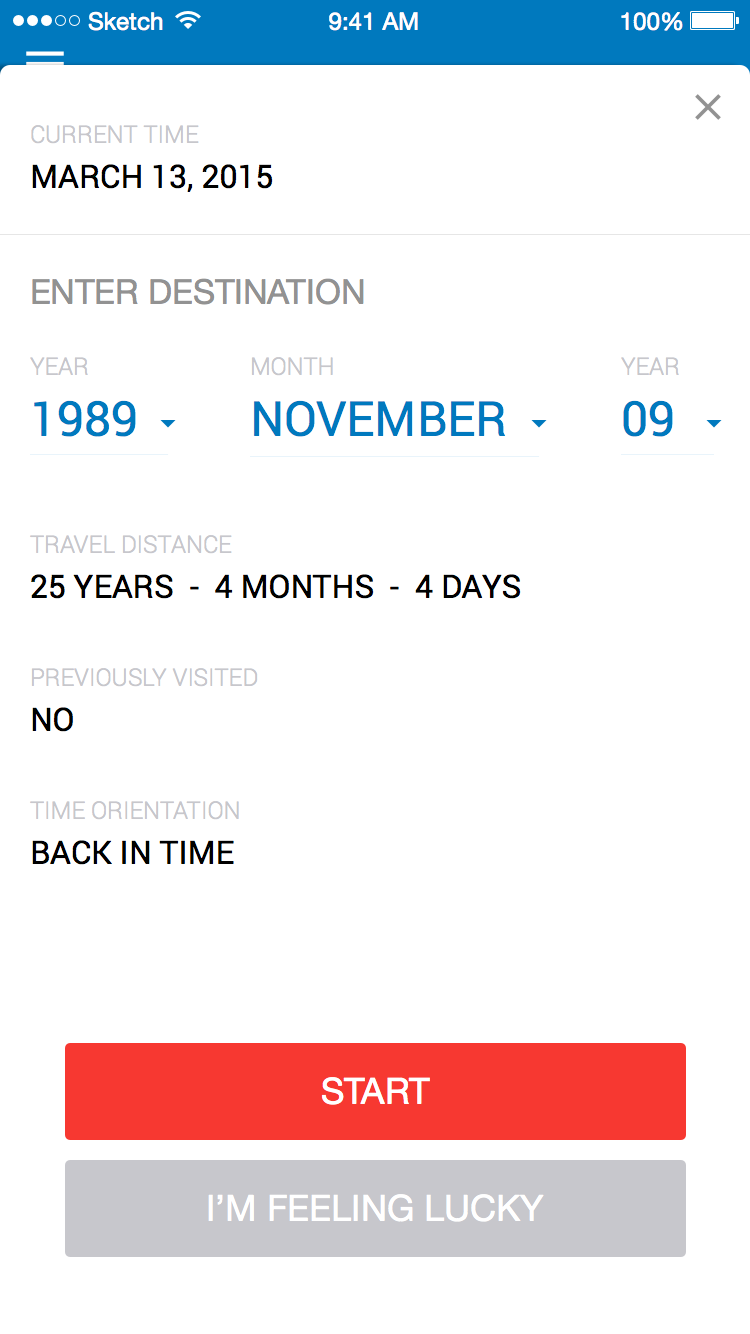 Sketch 9:41 AM 100%
CURRENT TIME
MARCH 13, 2015
ENTER DESTINATION
YEAR MONTH YEAR
1989 NOVEMBER 09
TRAVEL DISTANCE
25 YEARS - 4 MONTHS - 4 DAYS
PREVIOUSLY VISITED
NO
TIME ORIENTATION
BACK IN TIME
START
I'M FEELING LUCKY